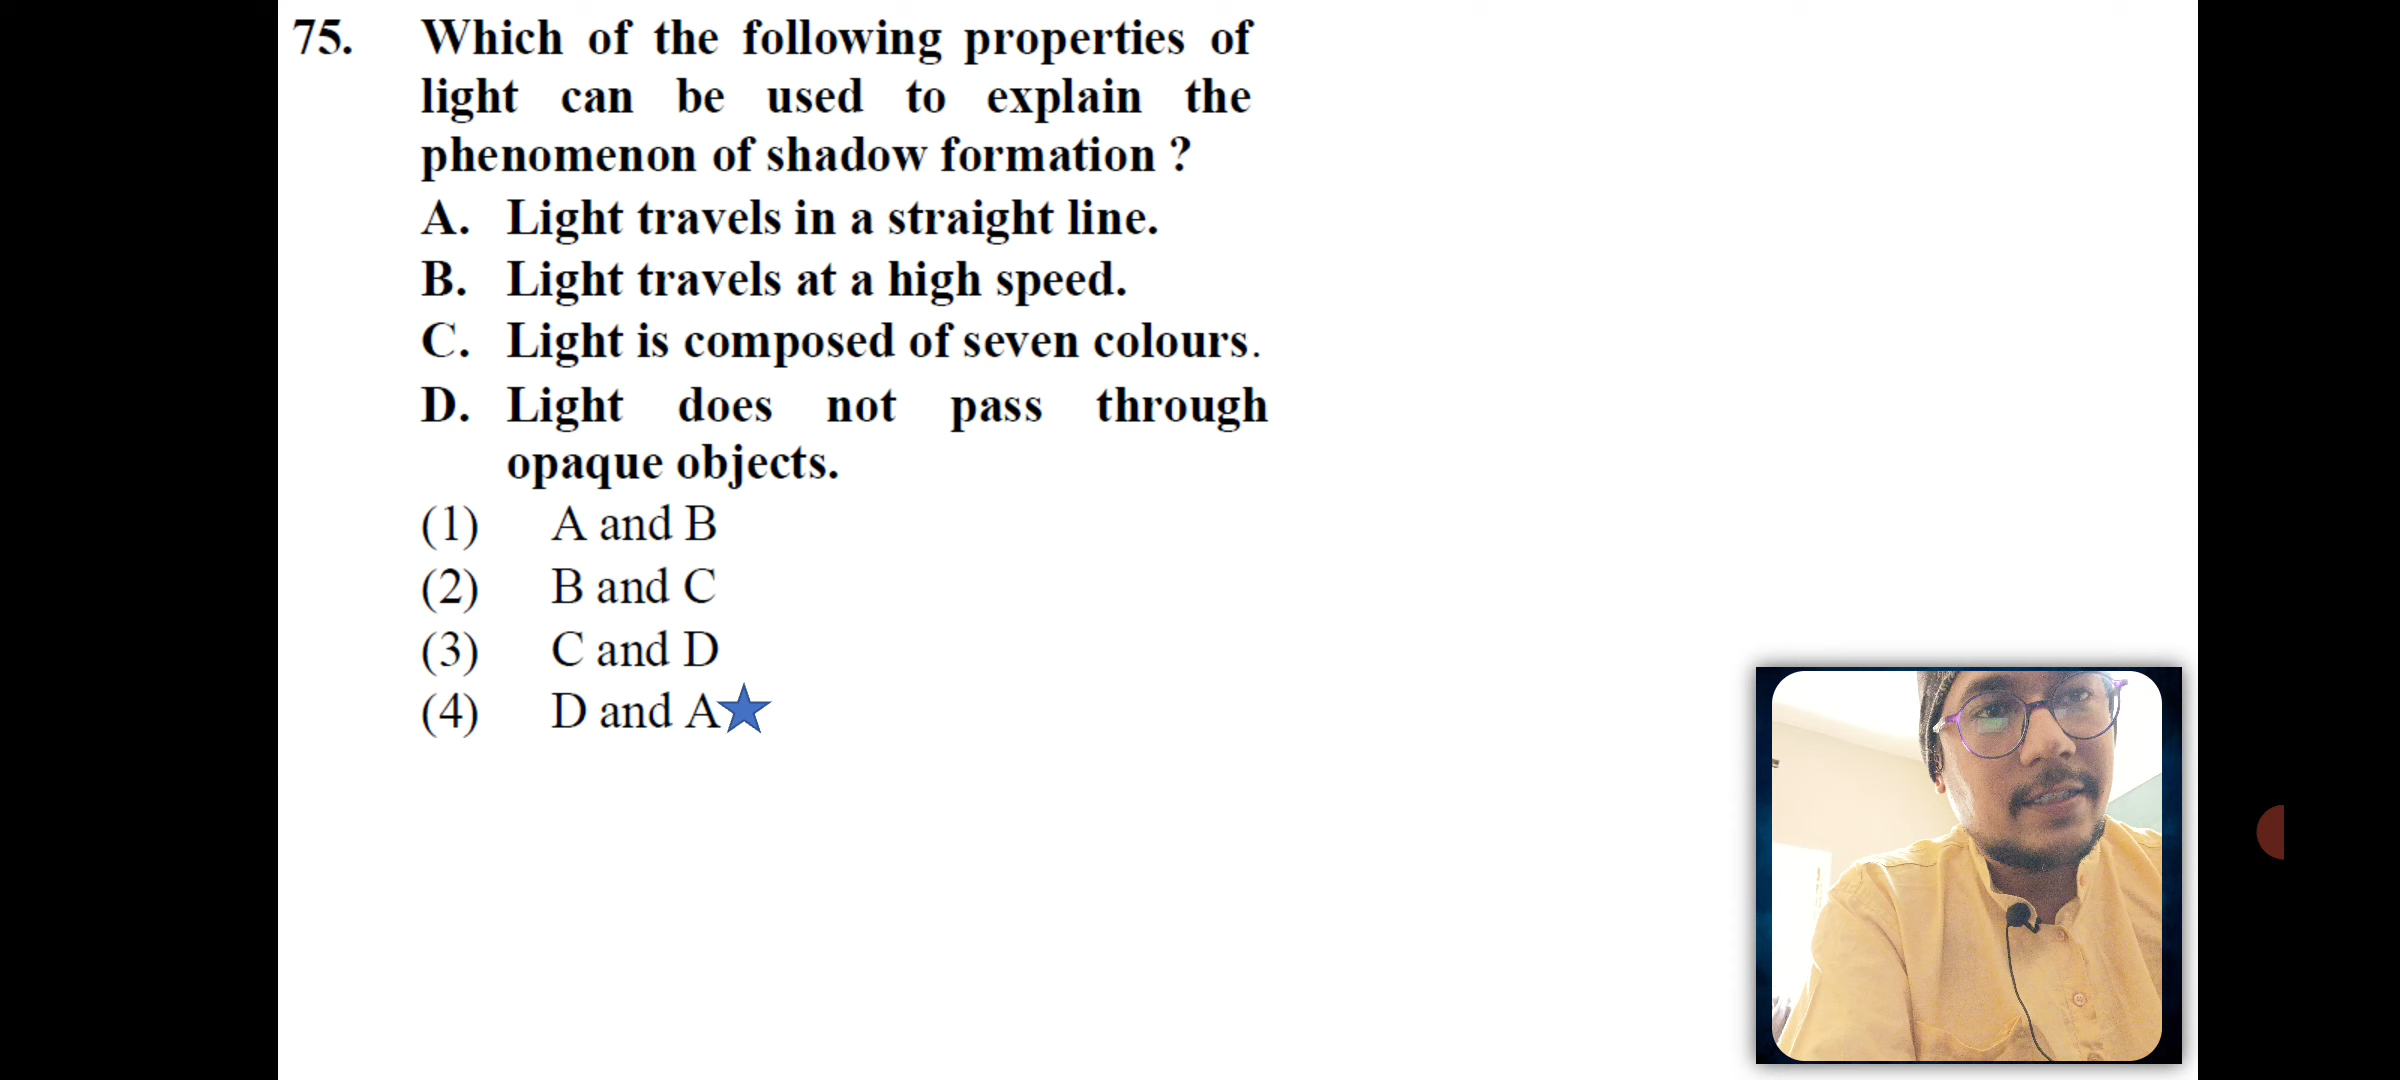 75. Which of the following properties of
light can be used to explain the
phenomenon of shadow formation ?
A. Light travels in a straight line.
B. Light travels at a high speed.
C. Light is composed of seven colours.
D. Light does not pass through
opaque objects.
(1) A and B
(2) B and C
(3) C and D
(4) D and A